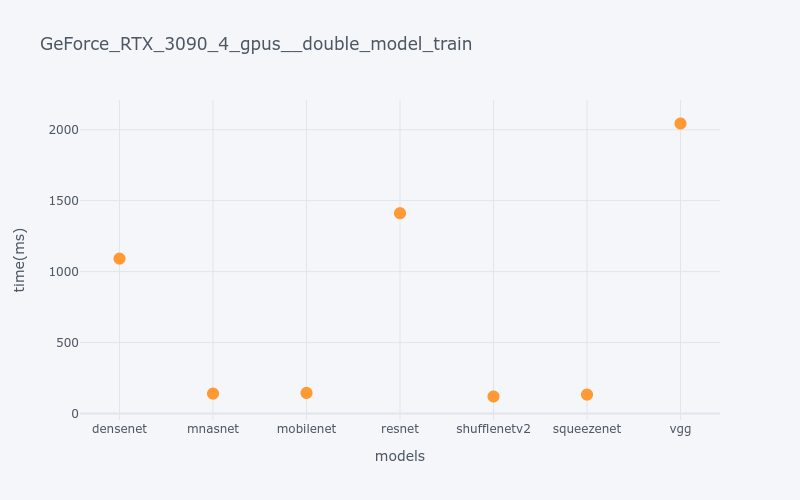 GeForce_RTX_3090_4_gpus__double_model_train
time(ms)
2000
1500
1000
500
0
densenet mnasnet mobilenet resnet shufflenetv2 squeezenet vgg
models